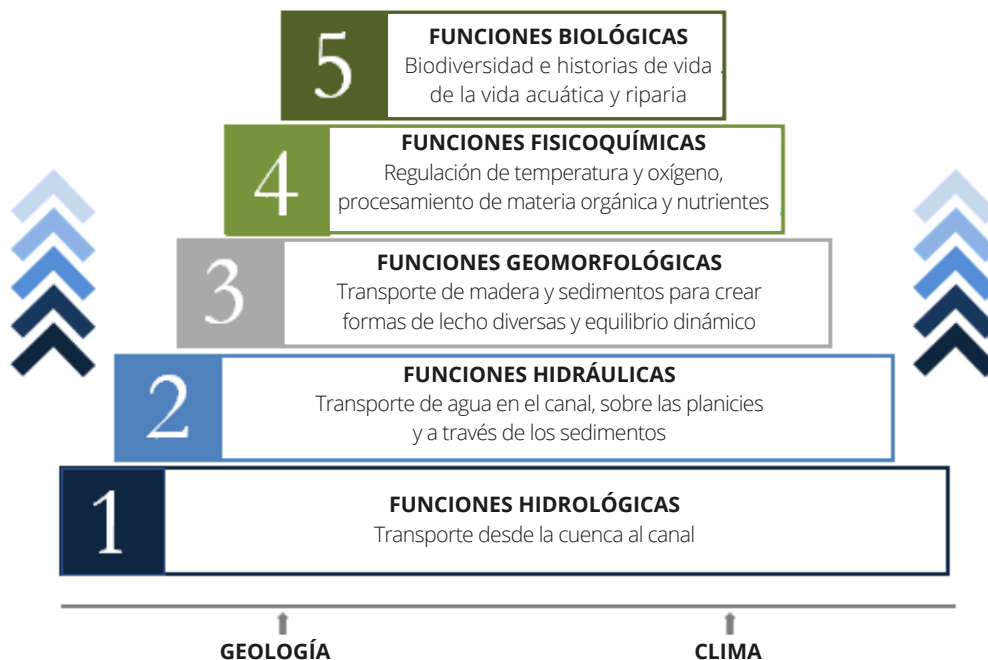 5
FUNCIONES BIOLÓGICAS
Biodiversidad e historias de vida
de la vida acuática y riparia
4
FUNCIONES FISICOQUÍMICAS
Regulación de temperatura y oxígeno,
procesamiento de materia orgánica y nutrientes
3
FUNCIONES GEOMORFOLÓGICAS
Transporte de madera y sedimentos para crear
formas de lecho diversas y equilibrio dinámico
2
FUNCIONES HIDRÁULICAS
Transporte de agua en el canal, sobre las planicies
y a través de los sedimentos
1
FUNCIONES HIDROLÓGICAS
Transporte desde la cuenca al canal
GEOLOGÍA
CLIMA